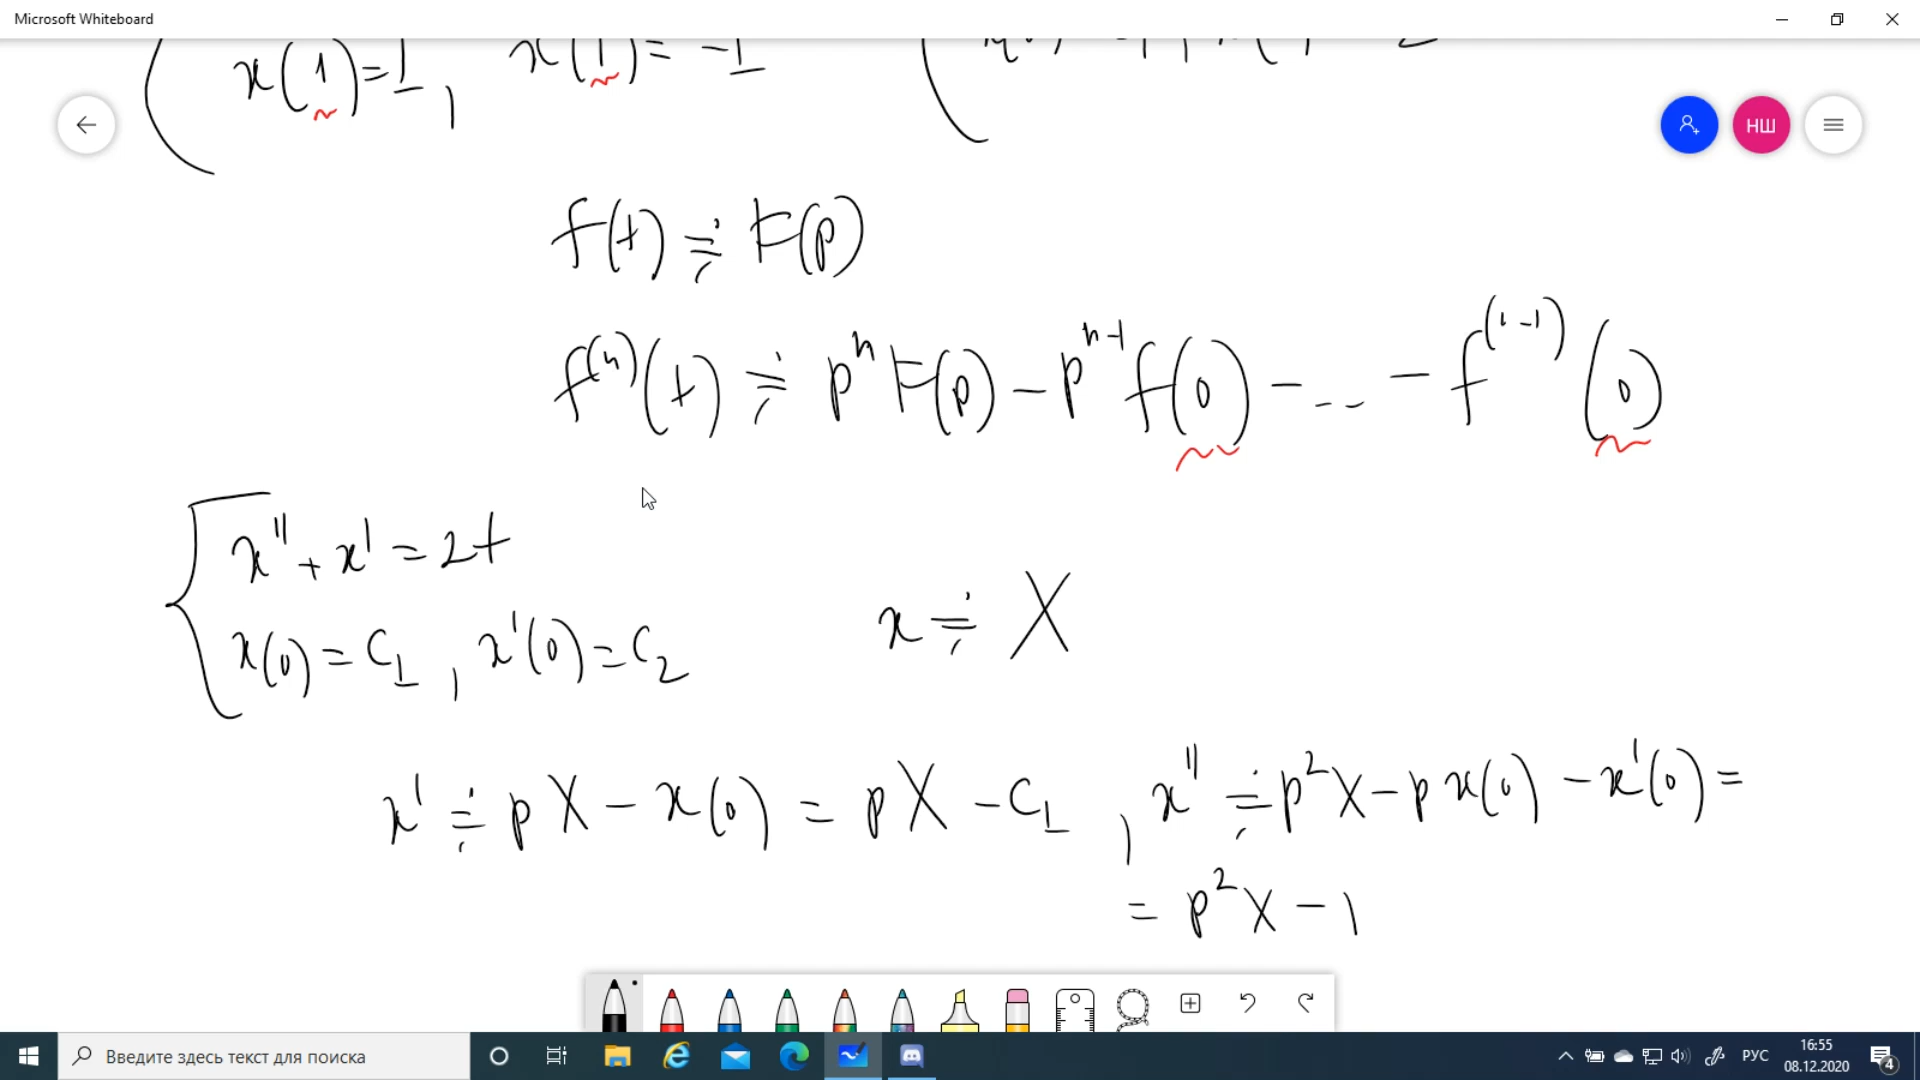 Microsoft Whiteboard
x(1)=1, x(1)=-1
НШ
f(t) ≓ F(p)
f⁽ⁿ⁾(t) ≓ pⁿF(p) - pⁿ⁻¹f(0) - ... - f⁽ⁿ⁻¹⁾(0)
x'' + x' = 2t
x(0) = C₁, x'(0) = C₂
x ≓ X
x' ≓ pX - x(0) = pX - C₁, x'' ≓ p²X - px(0) - x'(0) =
= p²X - 1
Введите здесь текст для поиска
РУС
16:55
08.12.2020
4